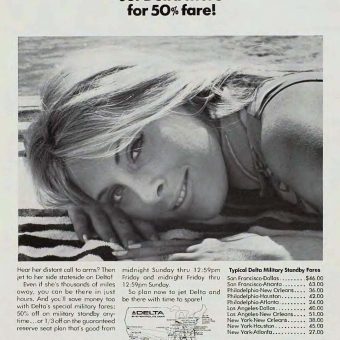 for 50% fare!
Hear her distant call to arms? Then
jet to her side stateside on Delta!
Even if she's thousands of miles
away, you can be there in just
hours. And you'll save money too
with Delta's special military fares:
50% off on military standby any-
time... or 1/3 off on the guaranteed
reserve seat plan that's good from
midnight Sunday thru 12:59pm
Friday and midnight Friday thru
12:59pm Sunday.
So plan now to jet Delta and
be there with time to spare!
DELTA
Typical Delta Military Standby Fares
San Francisco-Dallas $46.00
San Francisco-Atlanta 63.00
Philadelphia-New Orleans 36.00
Philadelphia-Houston 42.00
Philadelphia-Atlanta 24.00
Los Angeles-Dallas 40.00
Los Angeles-New Orleans 51.00
New York-New Orleans 39.00
New York-Houston 45.00
New York-Atlanta 27.00